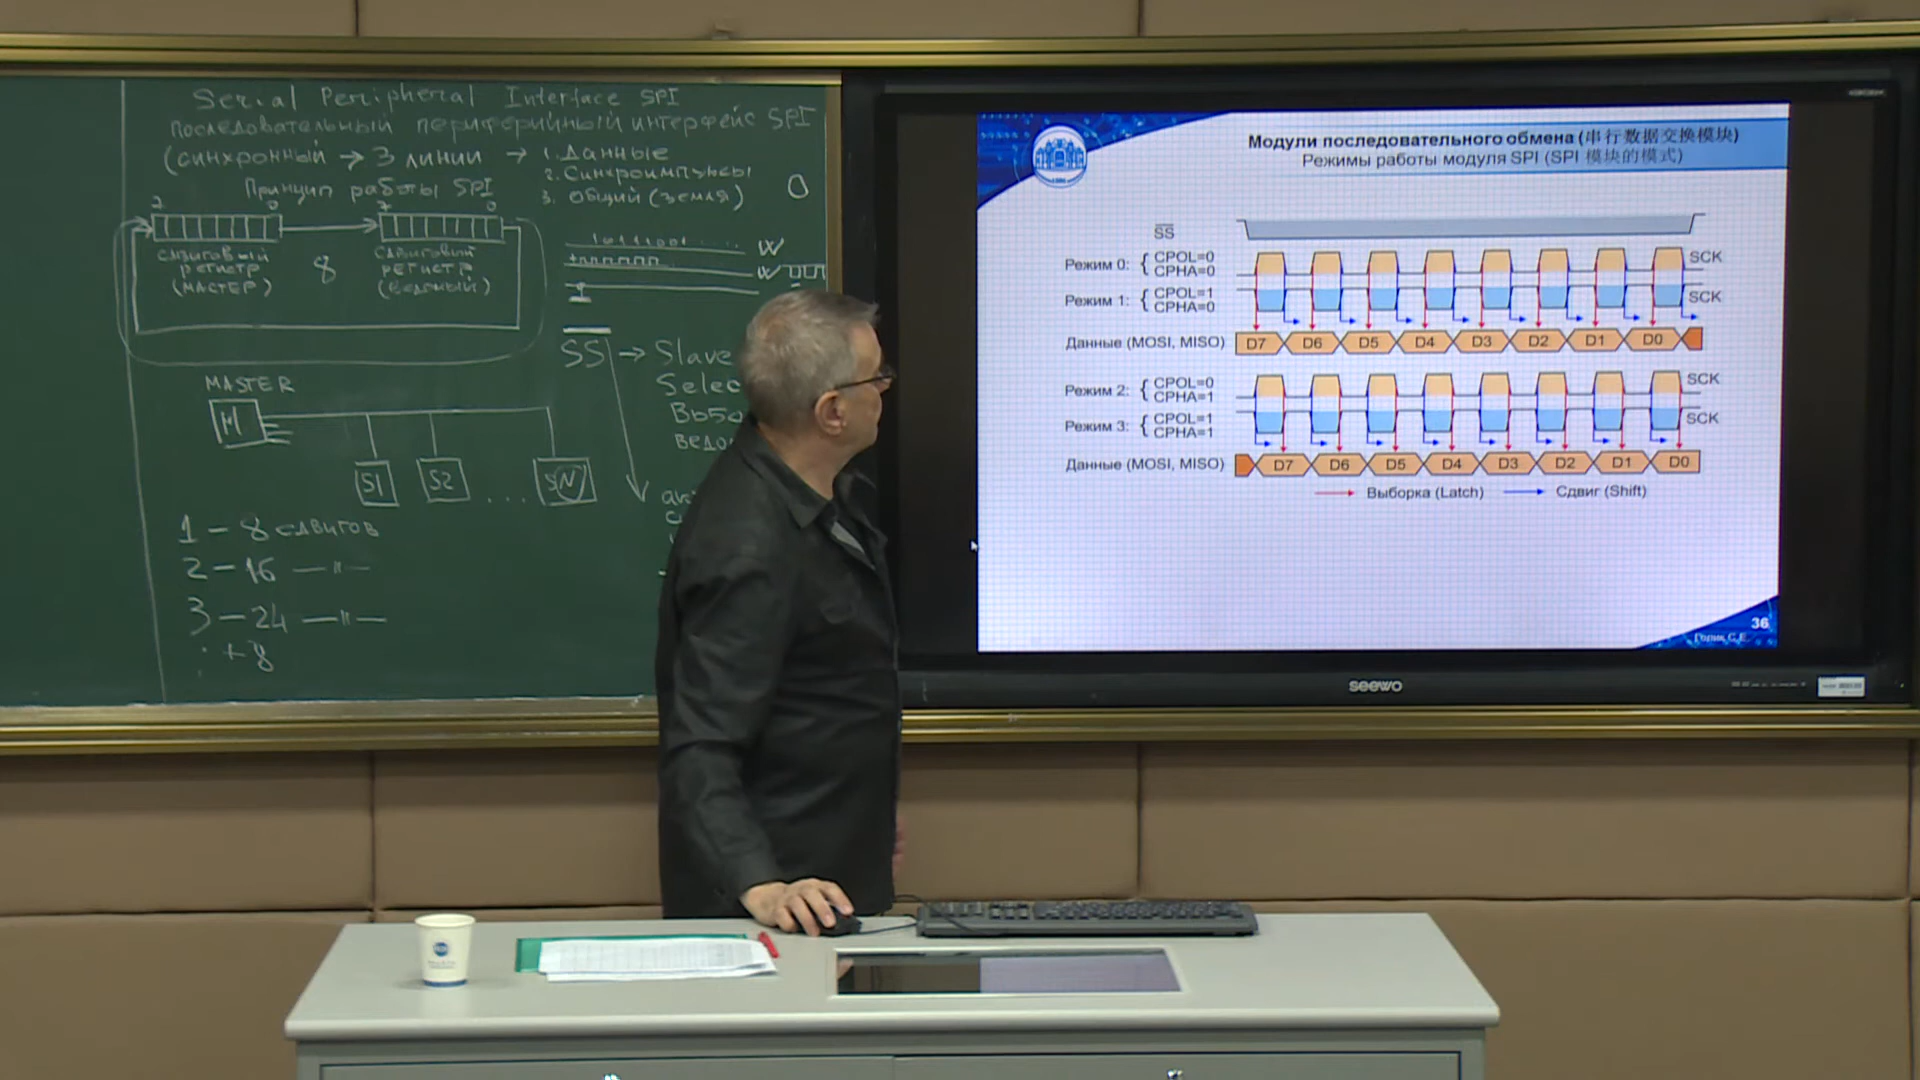 Serial Peripheral Interface SPI
последовательный периферийный интерфейс SPI
(синхронный → 3 линии → 1. Данные
2. Синхроимпульсы
3. Общий (земля)
Принцип работы SPI
7 0 7 0
сдвиговый
регистр
(мастер)
8
сдвиговый
регистр
(ведомый)
SS → Slave
MASTER
M
S1 S2 ... SN
1 – 8 сдвигов
2 – 16 —"—
3 – 24 —"—
+8
Модули последовательного обмена (串行数据交换模块)
Режимы работы модуля SPI (SPI 模块的模式)
SS
Режим 0: { CPOL=0
CPHA=0
SCK
Режим 1: { CPOL=1
CPHA=0
SCK
Данные (MOSI, MISO) D7 D6 D5 D4 D3 D2 D1 D0
Режим 2: { CPOL=0
CPHA=1
SCK
Режим 3: { CPOL=1
CPHA=1
SCK
Данные (MOSI, MISO) D7 D6 D5 D4 D3 D2 D1 D0
Выборка (Latch) Сдвиг (Shift)
36
seewo